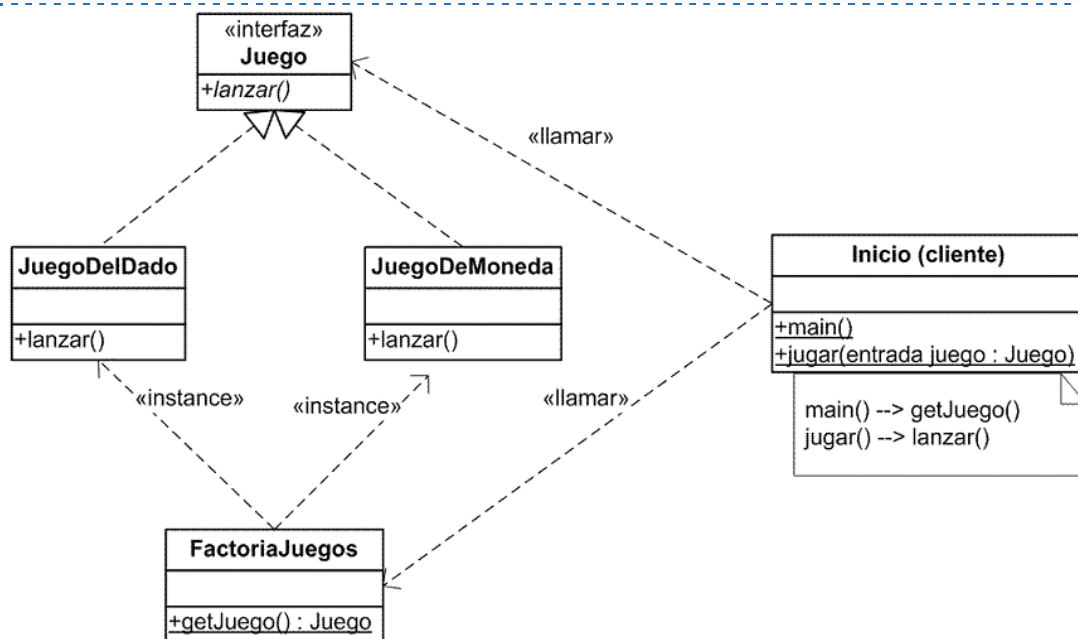 «interfaz»
Juego
+lanzar()
«llamar»
JuegoDelDado
+lanzar()
JuegoDeMoneda
+lanzar()
Inicio (cliente)
+main()
+jugar(entrada juego : Juego)
main() --> getJuego()
jugar() --> lanzar()
«instance»
«instance»
«llamar»
FactoriaJuegos
+getJuego() : Juego